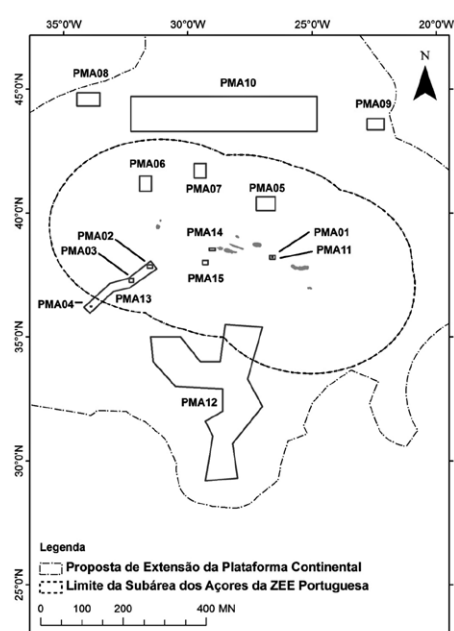 35°0'W 30°0'W 25°0'W 20°0'W
N
45°0'N
PMA08
PMA10
PMA09
PMA06
PMA07
PMA05
40°0'N
PMA14
PMA01
PMA02
PMA03
PMA11
PMA15
PMA04
PMA13
35°0'N
PMA12
30°0'N
Legenda
Proposta de Extensão da Plataforma Continental
25°0'N
Limite da Subárea dos Açores da ZEE Portuguesa
0 100 200 400 MN